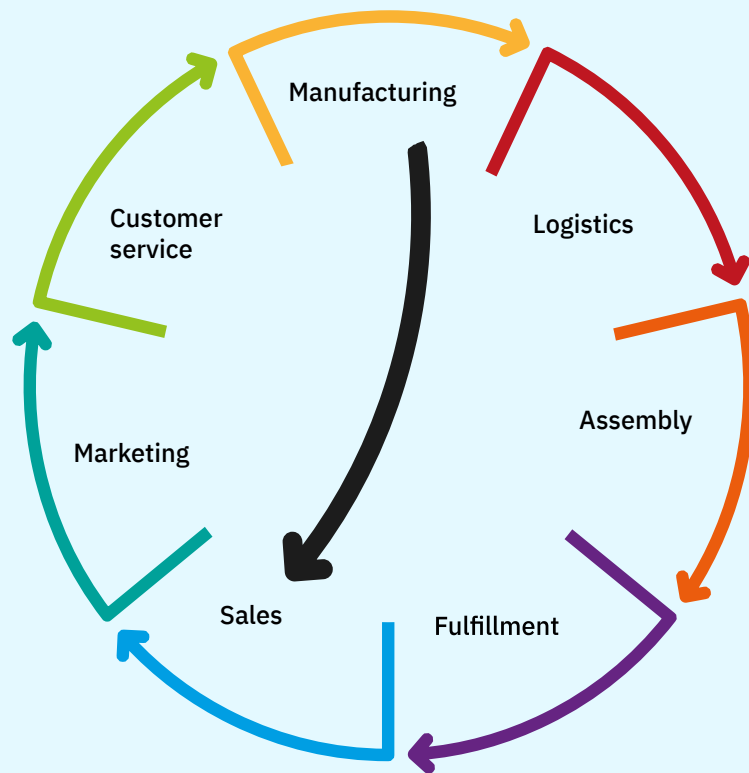 Manufacturing
Logistics
Assembly
Fulfillment
Sales
Marketing
Customer
service